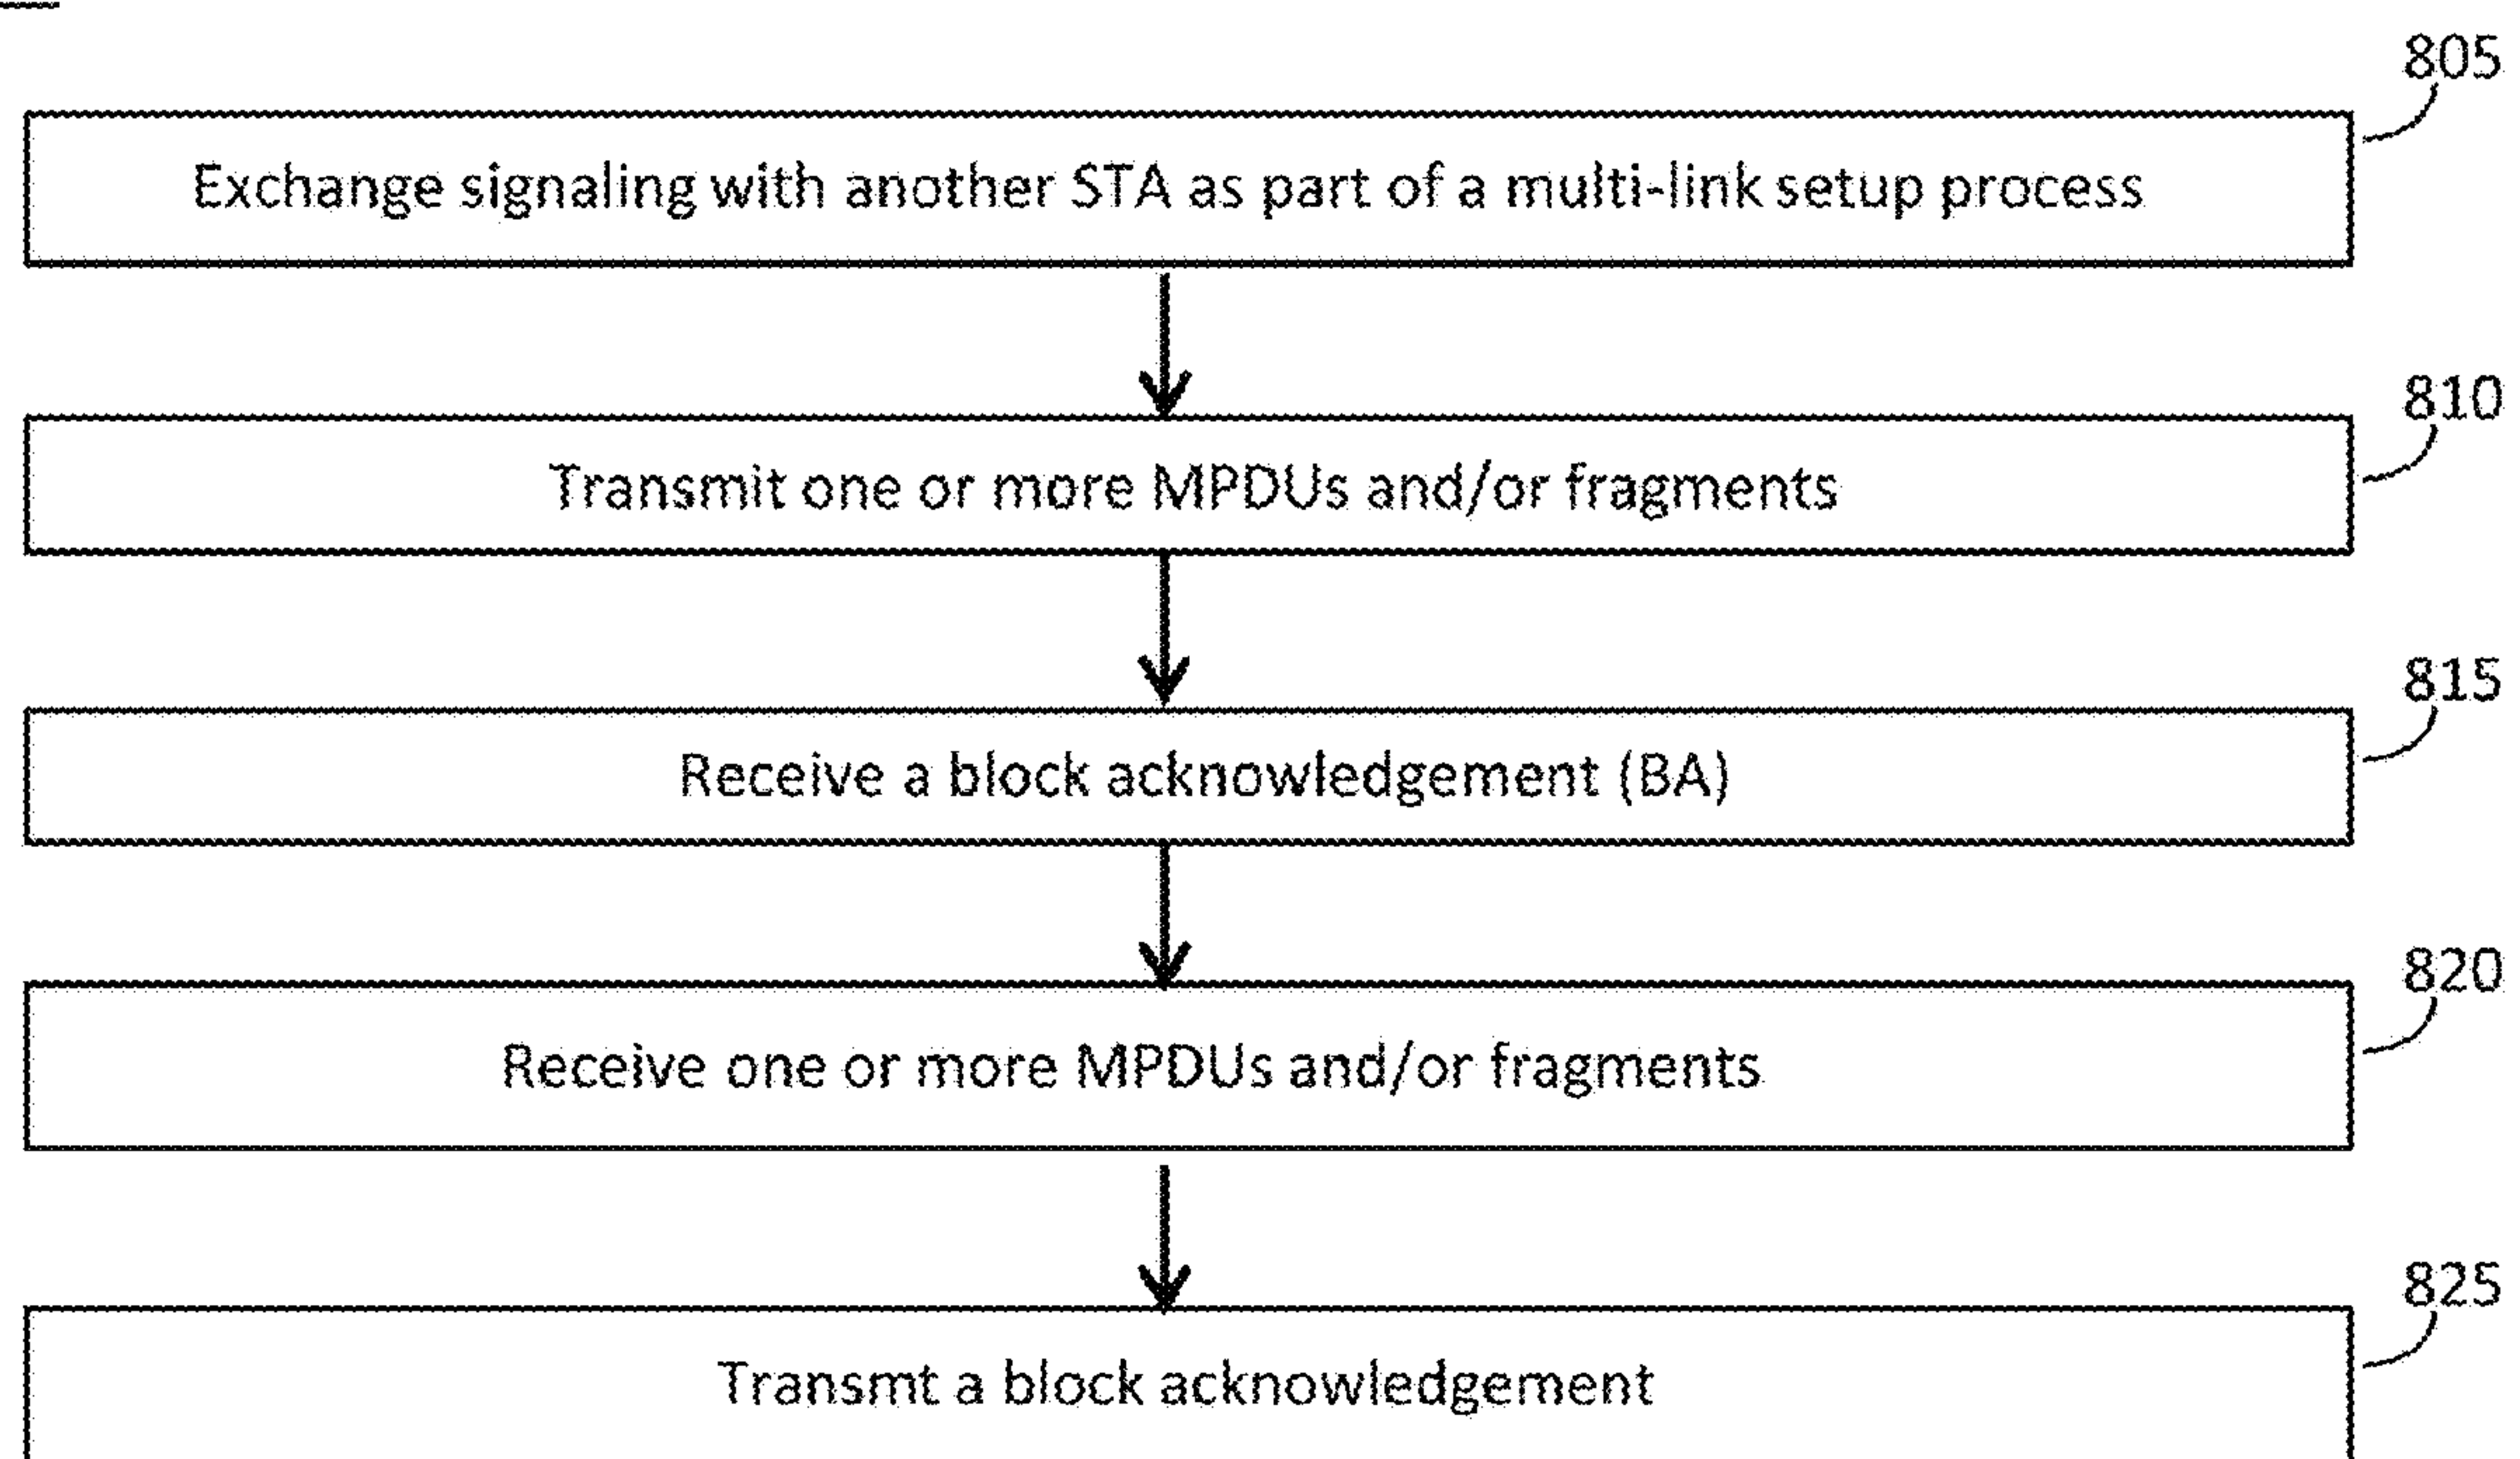 805
Exchange signaling with another STA as part of a multi-link setup process
810
Transmit one or more MPDUs and/or fragments
815
Receive a block acknowledgement (BA)
820
Receive one or more MPDUs and/or fragments
825
Transmt a block acknowledgement